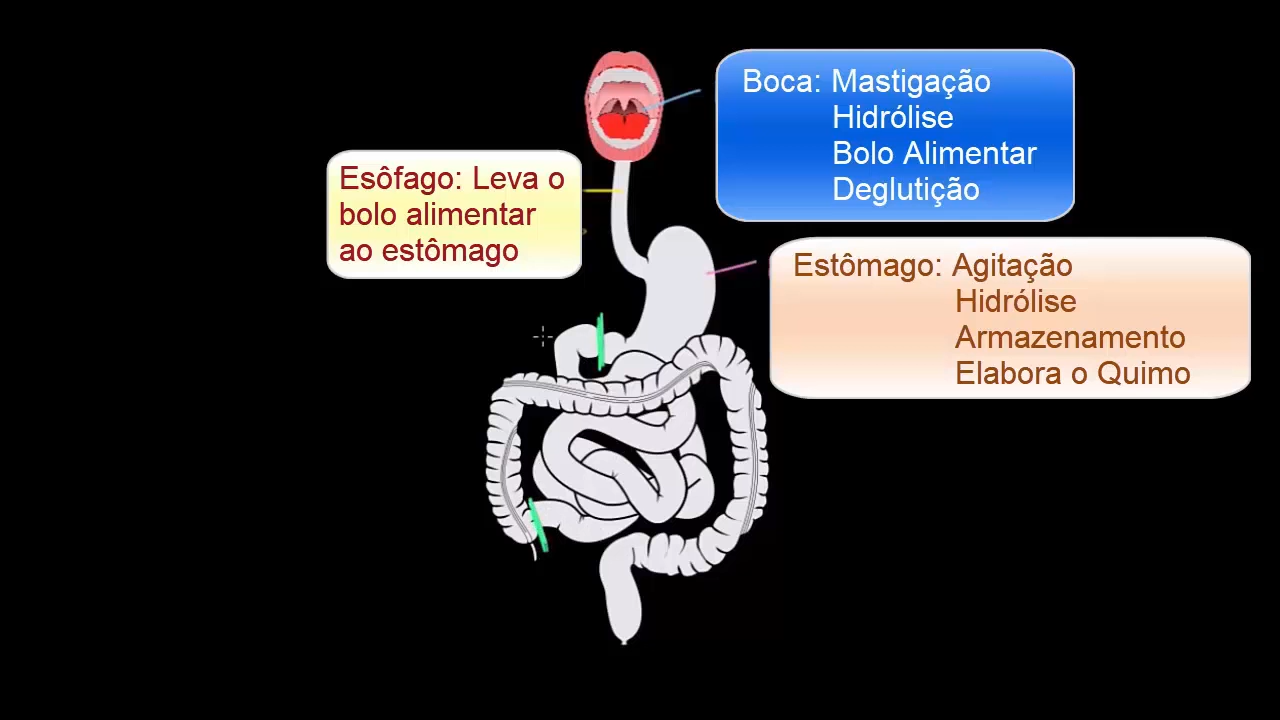 Boca: Mastigação
Hidrólise
Bolo Alimentar
Deglutição
Esôfago: Leva o
bolo alimentar
ao estômago
Estômago: Agitação
Hidrólise
Armazenamento
Elabora o Quimo